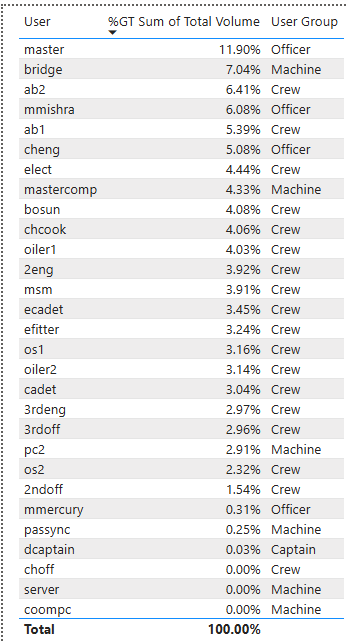 User %GT Sum of Total Volume User Group
master 11.90% Officer
bridge 7.04% Machine
ab2 6.41% Crew
mmishra 6.08% Officer
ab1 5.39% Crew
cheng 5.08% Officer
elect 4.44% Crew
mastercomp 4.33% Machine
bosun 4.08% Crew
chcook 4.06% Crew
oiler1 4.03% Crew
2eng 3.92% Crew
msm 3.91% Crew
ecadet 3.45% Crew
efitter 3.24% Crew
os1 3.16% Crew
oiler2 3.14% Crew
cadet 3.04% Crew
3rdeng 2.97% Crew
3rdoff 2.96% Crew
pc2 2.91% Machine
os2 2.32% Crew
2ndoff 1.54% Crew
mmercury 0.31% Officer
passync 0.25% Machine
dcaptain 0.03% Captain
choff 0.00% Crew
server 0.00% Machine
coompc 0.00% Machine
Total 100.00%